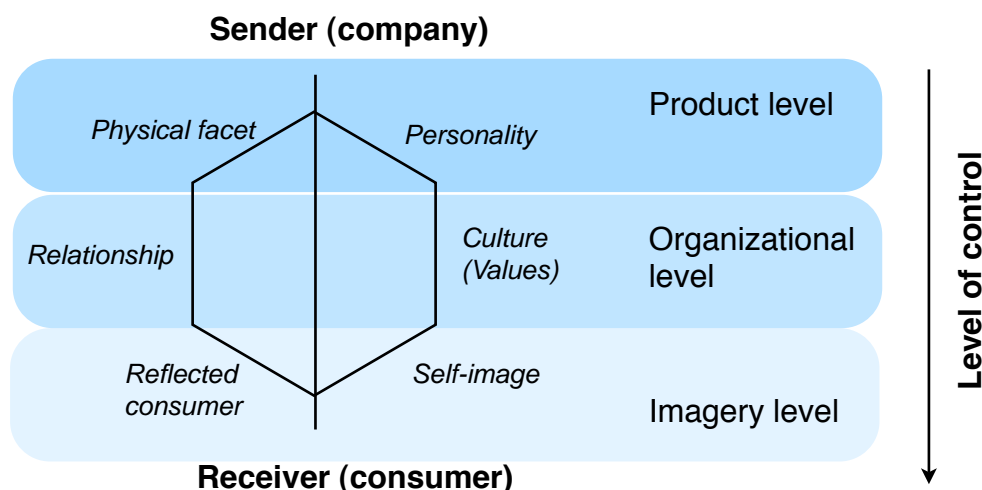 Sender (company)
Product level
Physical facet
Personality
Relationship
Culture
(Values)
Organizational
level
Reflected
consumer
Self-image
Imagery level
Receiver (consumer)
Level of control